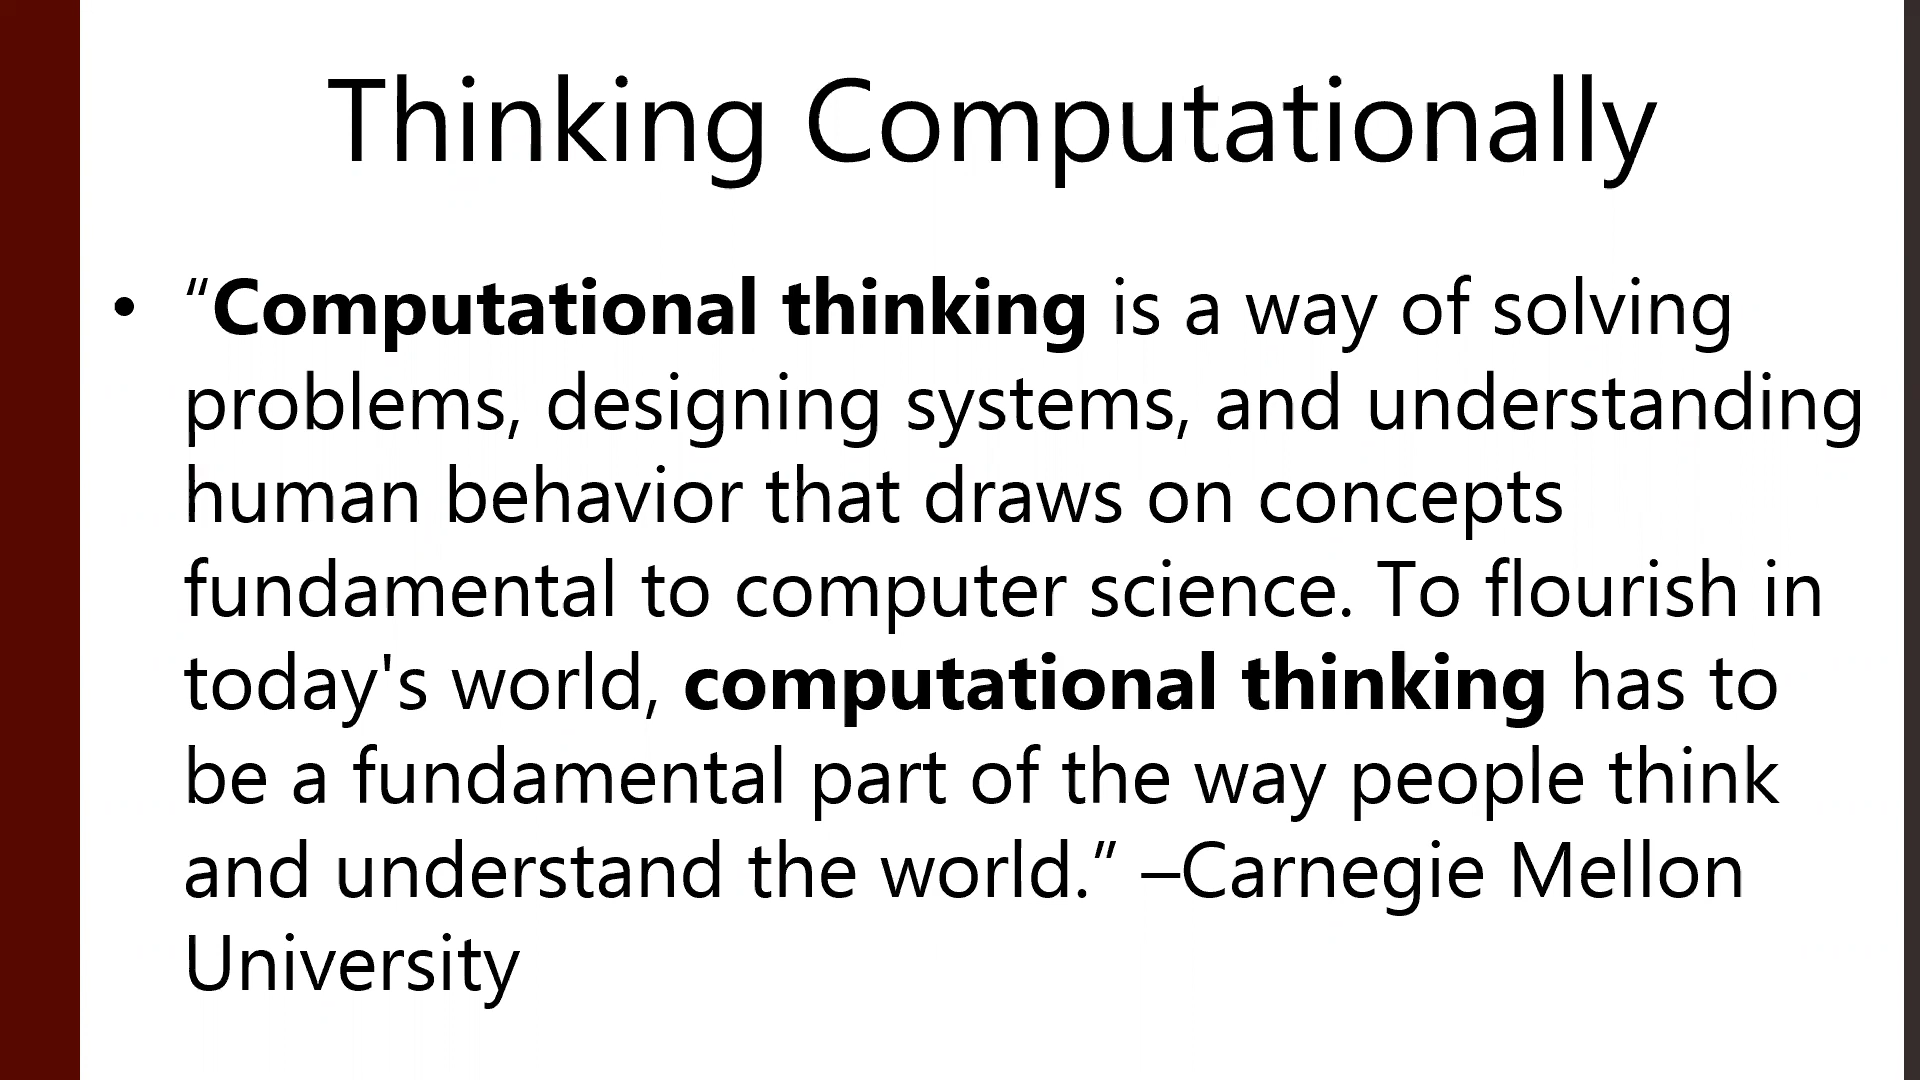 Thinking Computationally
• “Computational thinking is a way of solving
problems, designing systems, and understanding
human behavior that draws on concepts
fundamental to computer science. To flourish in
today's world, computational thinking has to
be a fundamental part of the way people think
and understand the world.” –Carnegie Mellon
University